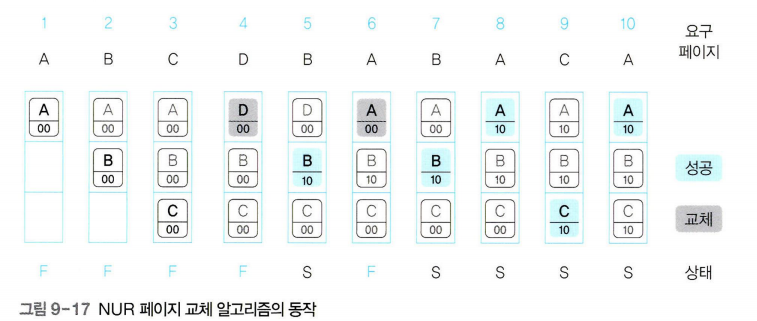 1 2 3 4 5 6 7 8 9 10 요구
페이지
A B C D B A B A C A
A A A D D A A A A A
00 00 00 00 00 00 00 10 10 10
B B B B B B B B B
00 00 00 10 10 10 10 10 10
C C C C C C C C
00 00 00 00 00 00 10 10
성공
교체
F F F F S F S S S S 상태
그림 9-17 NUR 페이지 교체 알고리즘의 동작